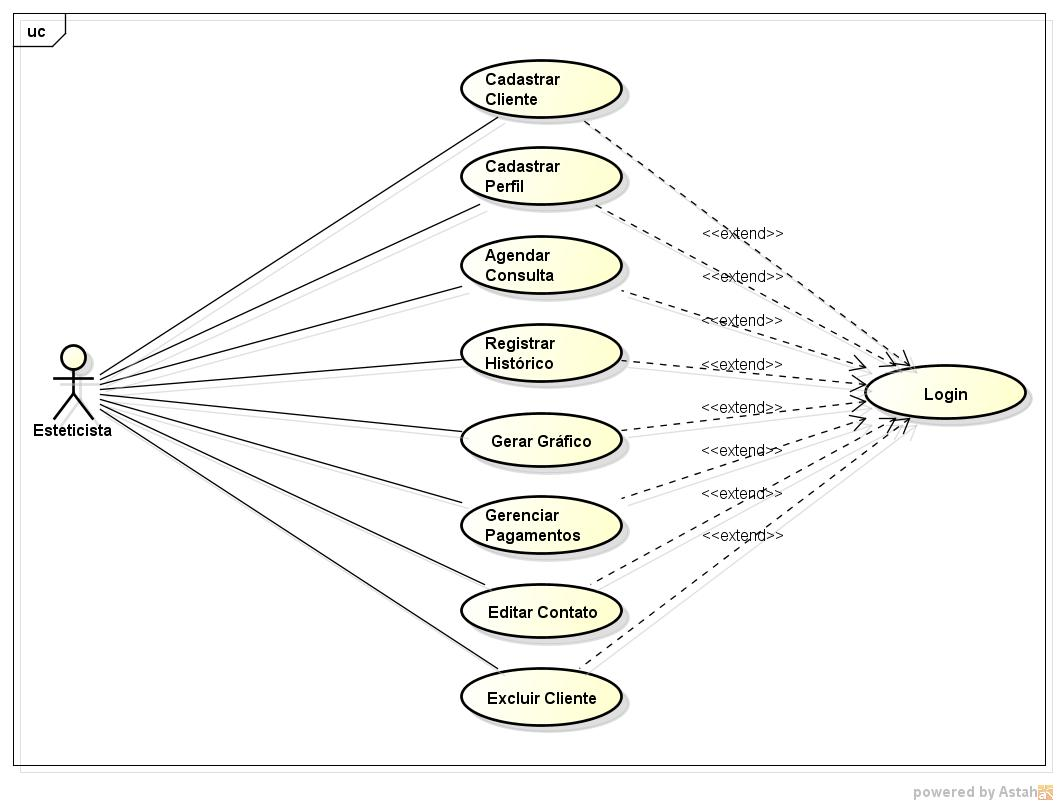 uc
Cadastrar
Cliente
Cadastrar
Perfil
<<extend>>
Agendar
Consulta
<<extend>>
<<extend>>
Registrar
Histórico
<<extend>>
Login
Esteticista
<<extend>>
Gerar Gráfico
<<extend>>
<<extend>>
Gerenciar
Pagamentos
<<extend>>
Editar Contato
Excluir Cliente
powered by Astah